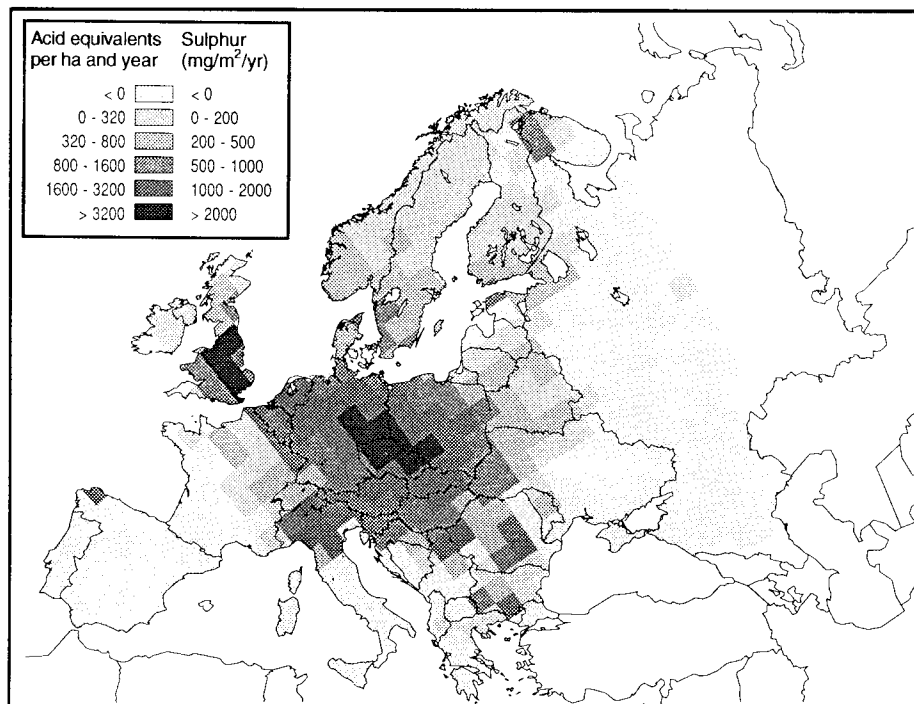 Acid equivalents Sulphur
per ha and year (mg/m²/yr)
< 0 < 0
0 - 320 0 - 200
320 - 800 200 - 500
800 - 1600 500 - 1000
1600 - 3200 1000 - 2000
> 3200 > 2000